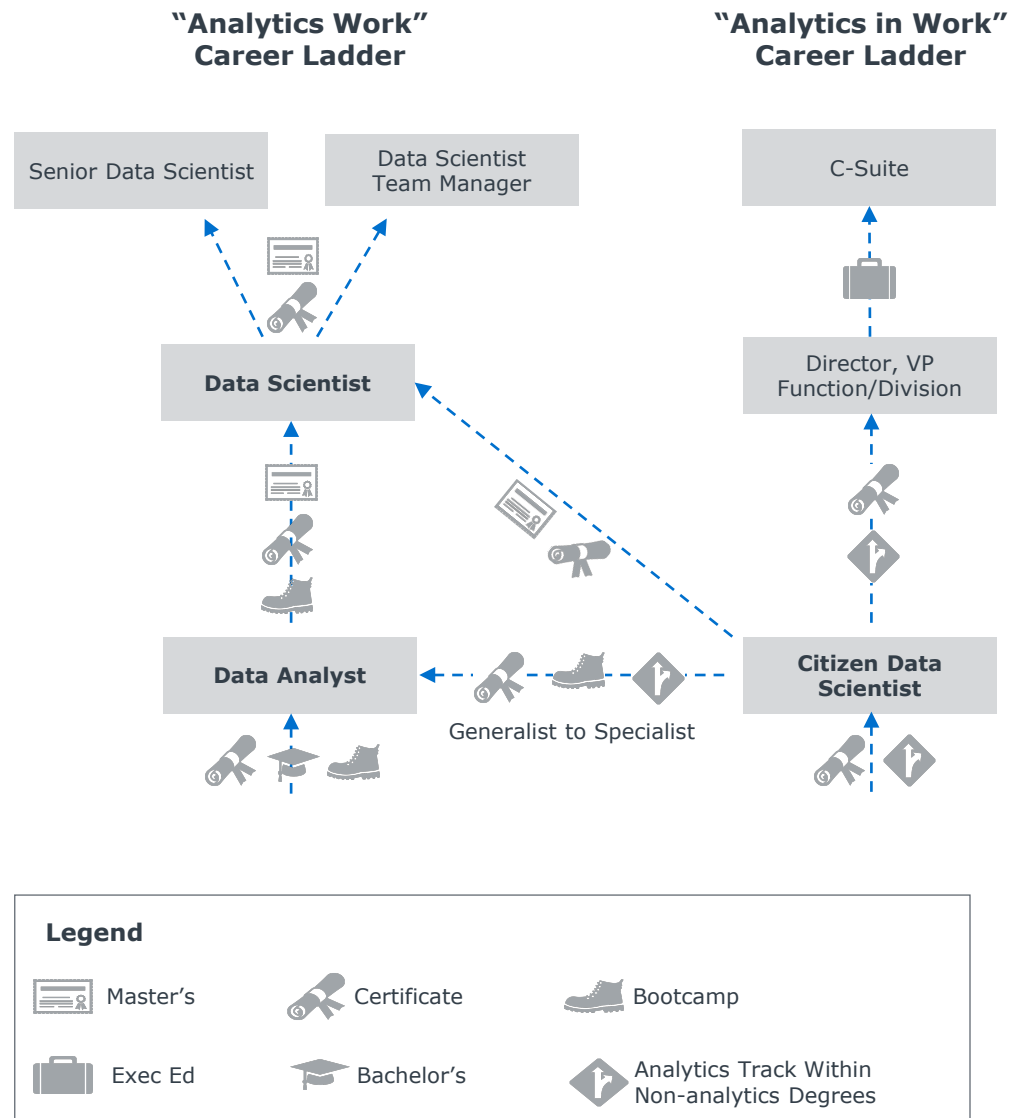 “Analytics Work”
Career Ladder
“Analytics in Work”
Career Ladder
Senior Data Scientist
Data Scientist
Team Manager
C-Suite
Data Scientist
Director, VP
Function/Division
Data Analyst
Citizen Data
Scientist
Generalist to Specialist
Legend
Master’s
Certificate
Bootcamp
Exec Ed
Bachelor’s
Analytics Track Within
Non-analytics Degrees